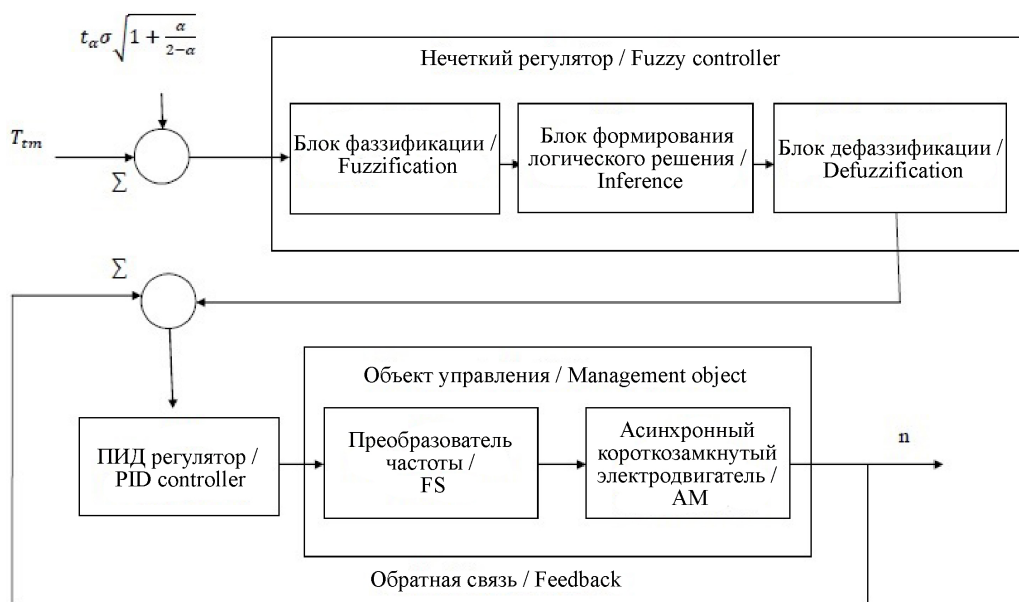 t_α σ √(1 + α/(2−α))
Нечеткий регулятор / Fuzzy controller
T_tm
Σ
Блок фаззификации /
Fuzzification
Блок формирования
логического решения /
Inference
Блок дефаззификации /
Defuzzification
Σ
Объект управления / Management object
ПИД регулятор /
PID controller
Преобразователь
частоты /
FS
Асинхронный
короткозамкнутый
электродвигатель /
AM
n
Обратная связь / Feedback